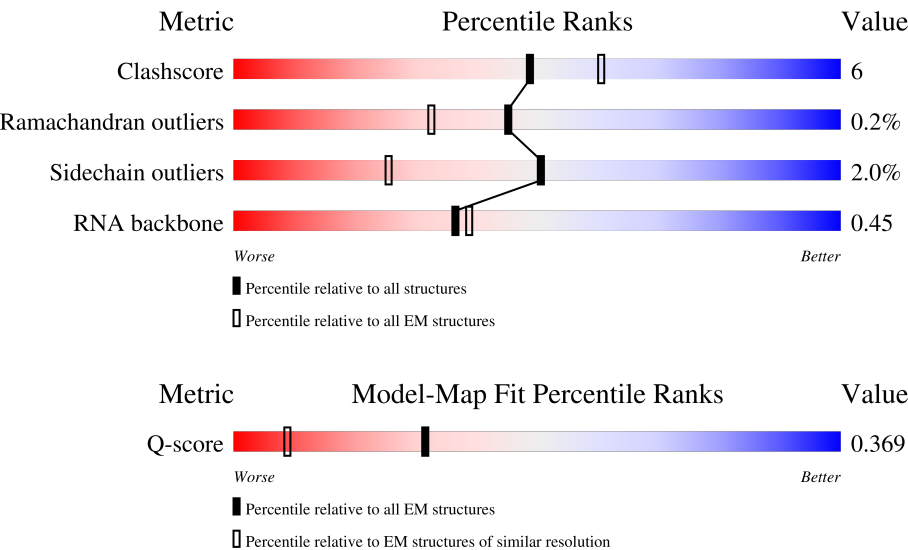 Metric Percentile Ranks Value
Clashscore 6
Ramachandran outliers 0.2%
Sidechain outliers 2.0%
RNA backbone 0.45
Worse Better
Percentile relative to all structures
Percentile relative to all EM structures
Metric Model-Map Fit Percentile Ranks Value
Q-score 0.369
Worse Better
Percentile relative to all EM structures
Percentile relative to EM structures of similar resolution